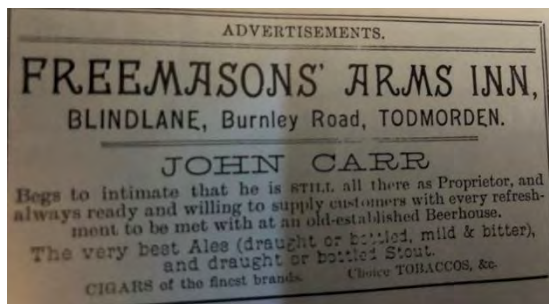 ADVERTISEMENTS.
FREEMASONS' ARMS INN,
BLINDLANE, Burnley Road, TODMORDEN.
JOHN CARR
Begs to intimate that he is STILL all there as Proprietor, and
always ready and willing to supply customers with every refresh-
ment to be met with at an old-established Beerhouse.
The very best Ales (draught or bottled, mild & bitter),
and draught or bottled Stout.
CIGARS of the finest brands. Choice TOBACCOS, &c.